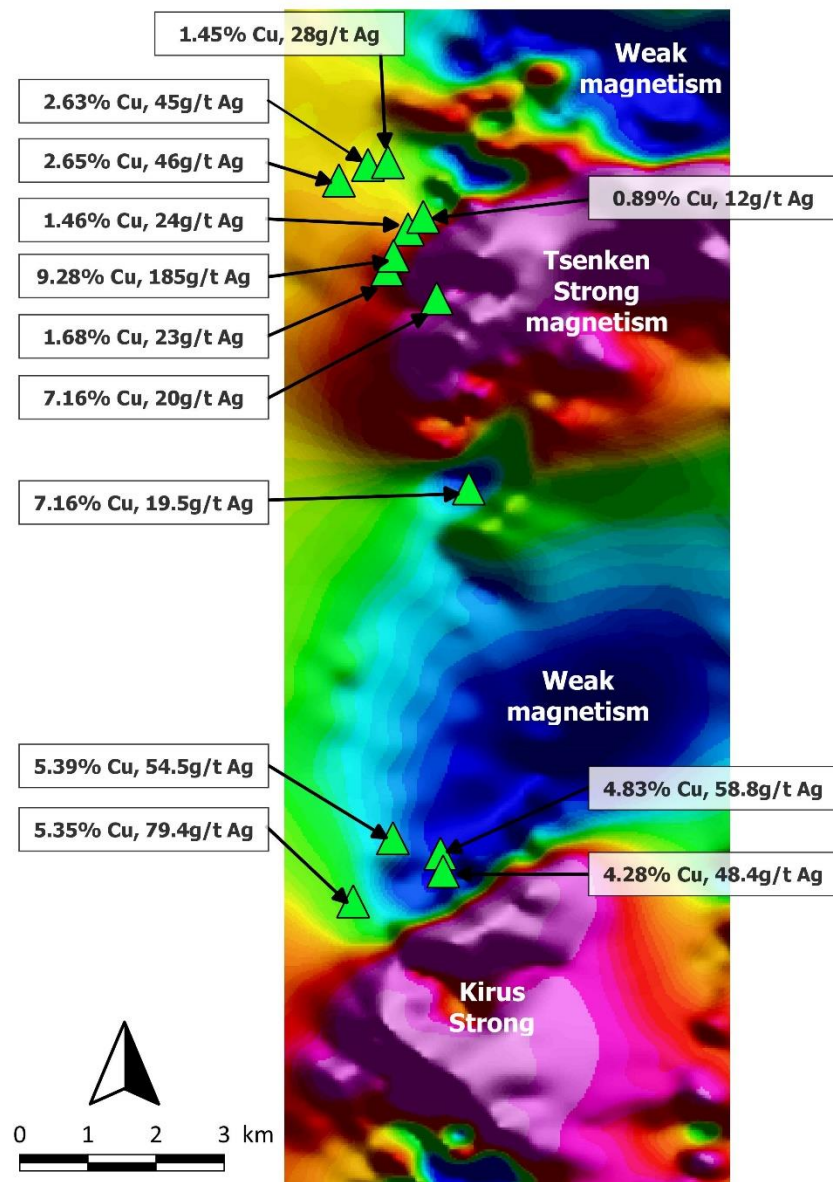 1.45% Cu, 28g/t Ag
Weak
magnetism
2.63% Cu, 45g/t Ag
2.65% Cu, 46g/t Ag
0.89% Cu, 12g/t Ag
1.46% Cu, 24g/t Ag
9.28% Cu, 185g/t Ag
Tsenken
Strong
magnetism
1.68% Cu, 23g/t Ag
7.16% Cu, 20g/t Ag
7.16% Cu, 19.5g/t Ag
Weak
magnetism
5.39% Cu, 54.5g/t Ag
4.83% Cu, 58.8g/t Ag
5.35% Cu, 79.4g/t Ag
4.28% Cu, 48.4g/t Ag
Kirus
Strong
0 1 2 3 km